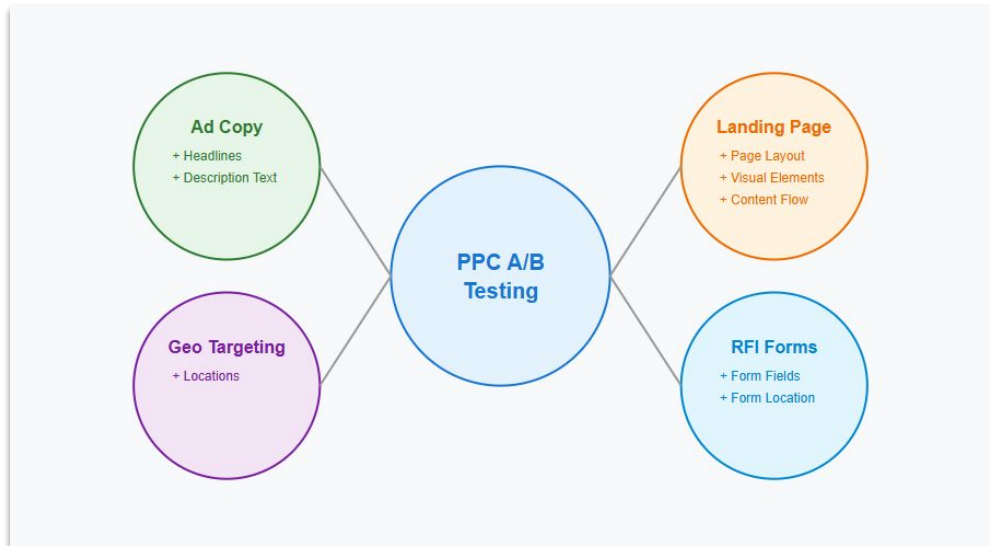 Ad Copy
+ Headlines
+ Description Text
Landing Page
+ Page Layout
+ Visual Elements
+ Content Flow
PPC A/B
Testing
Geo Targeting
+ Locations
RFI Forms
+ Form Fields
+ Form Location